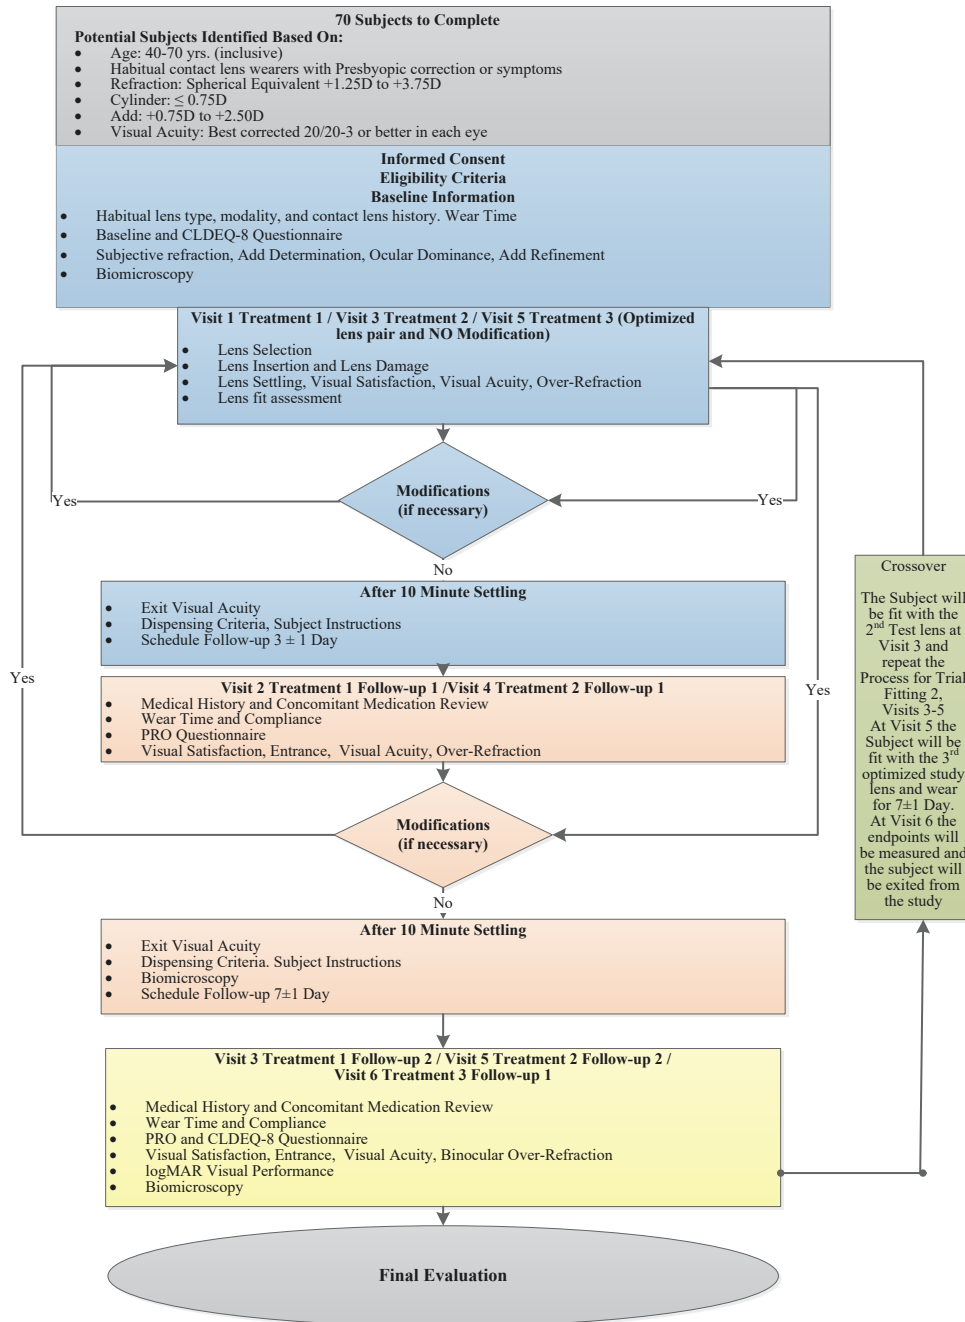 70 Subjects to Complete
Potential Subjects Identified Based On:
• Age: 40-70 yrs. (inclusive)
• Habitual contact lens wearers with Presbyopic correction or symptoms
• Refraction: Spherical Equivalent +1.25D to +3.75D
• Cylinder: ≤ 0.75D
• Add: +0.75D to +2.50D
• Visual Acuity: Best corrected 20/20-3 or better in each eye
Informed Consent
Eligibility Criteria
Baseline Information
• Habitual lens type, modality, and contact lens history. Wear Time
• Baseline and CLDEQ-8 Questionnaire
• Subjective refraction, Add Determination, Ocular Dominance, Add Refinement
• Biomicroscopy
Visit 1 Treatment 1 / Visit 3 Treatment 2 / Visit 5 Treatment 3 (Optimized
lens pair and NO Modification)
• Lens Selection
• Lens Insertion and Lens Damage
• Lens Settling, Visual Satisfaction, Visual Acuity, Over-Refraction
• Lens fit assessment
Modifications
(if necessary)
Yes
Yes
No
After 10 Minute Settling
• Exit Visual Acuity
• Dispensing Criteria, Subject Instructions
• Schedule Follow-up 3 ± 1 Day
Yes
Yes
Visit 2 Treatment 1 Follow-up 1 /Visit 4 Treatment 2 Follow-up 1
• Medical History and Concomitant Medication Review
• Wear Time and Compliance
• PRO Questionnaire
• Visual Satisfaction, Entrance, Visual Acuity, Over-Refraction
Modifications
(if necessary)
No
After 10 Minute Settling
• Exit Visual Acuity
• Dispensing Criteria. Subject Instructions
• Biomicroscopy
• Schedule Follow-up 7±1 Day
Visit 3 Treatment 1 Follow-up 2 / Visit 5 Treatment 2 Follow-up 2 /
Visit 6 Treatment 3 Follow-up 1
• Medical History and Concomitant Medication Review
• Wear Time and Compliance
• PRO and CLDEQ-8 Questionnaire
• Visual Satisfaction, Entrance, Visual Acuity, Binocular Over-Refraction
• logMAR Visual Performance
• Biomicroscopy
Final Evaluation
Crossover
The Subject will
be fit with the
2nd Test lens at
Visit 3 and
repeat the
Process for Trial
Fitting 2,
Visits 3-5
At Visit 5 the
Subject will be
fit with the 3rd
optimized study
lens and wear
for 7±1 Day.
At Visit 6 the
endpoints will
be measured and
the subject will
be exited from
the study